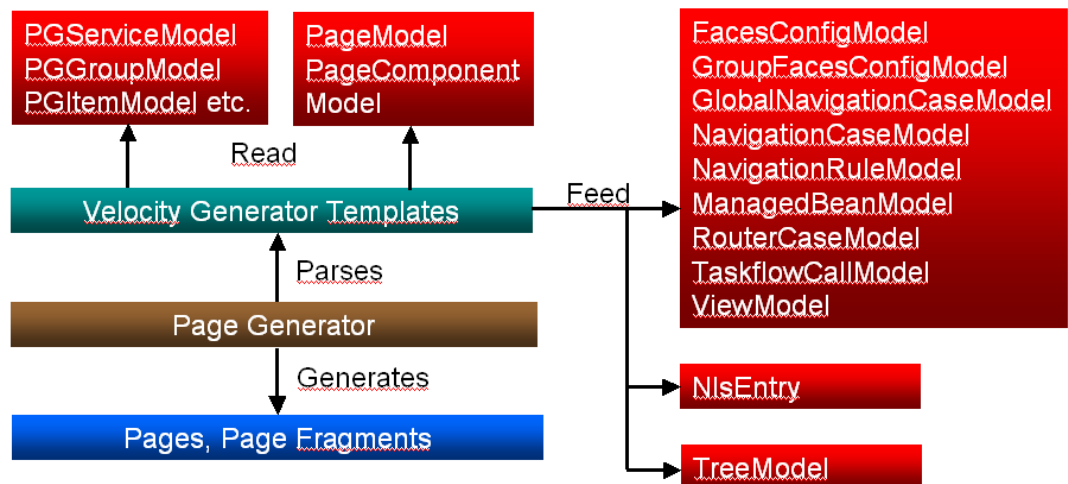 PGServiceModel
PGGroupModel
PGItemModel etc.
PageModel
PageComponent
Model
FacesConfigModel
GroupFacesConfigModel
GlobalNavigationCaseModel
NavigationCaseModel
NavigationRuleModel
ManagedBeanModel
RouterCaseModel
TaskflowCallModel
ViewModel
Read
Velocity Generator Templates
Feed
Parses
Page Generator
Generates
NlsEntry
Pages, Page Fragments
TreeModel